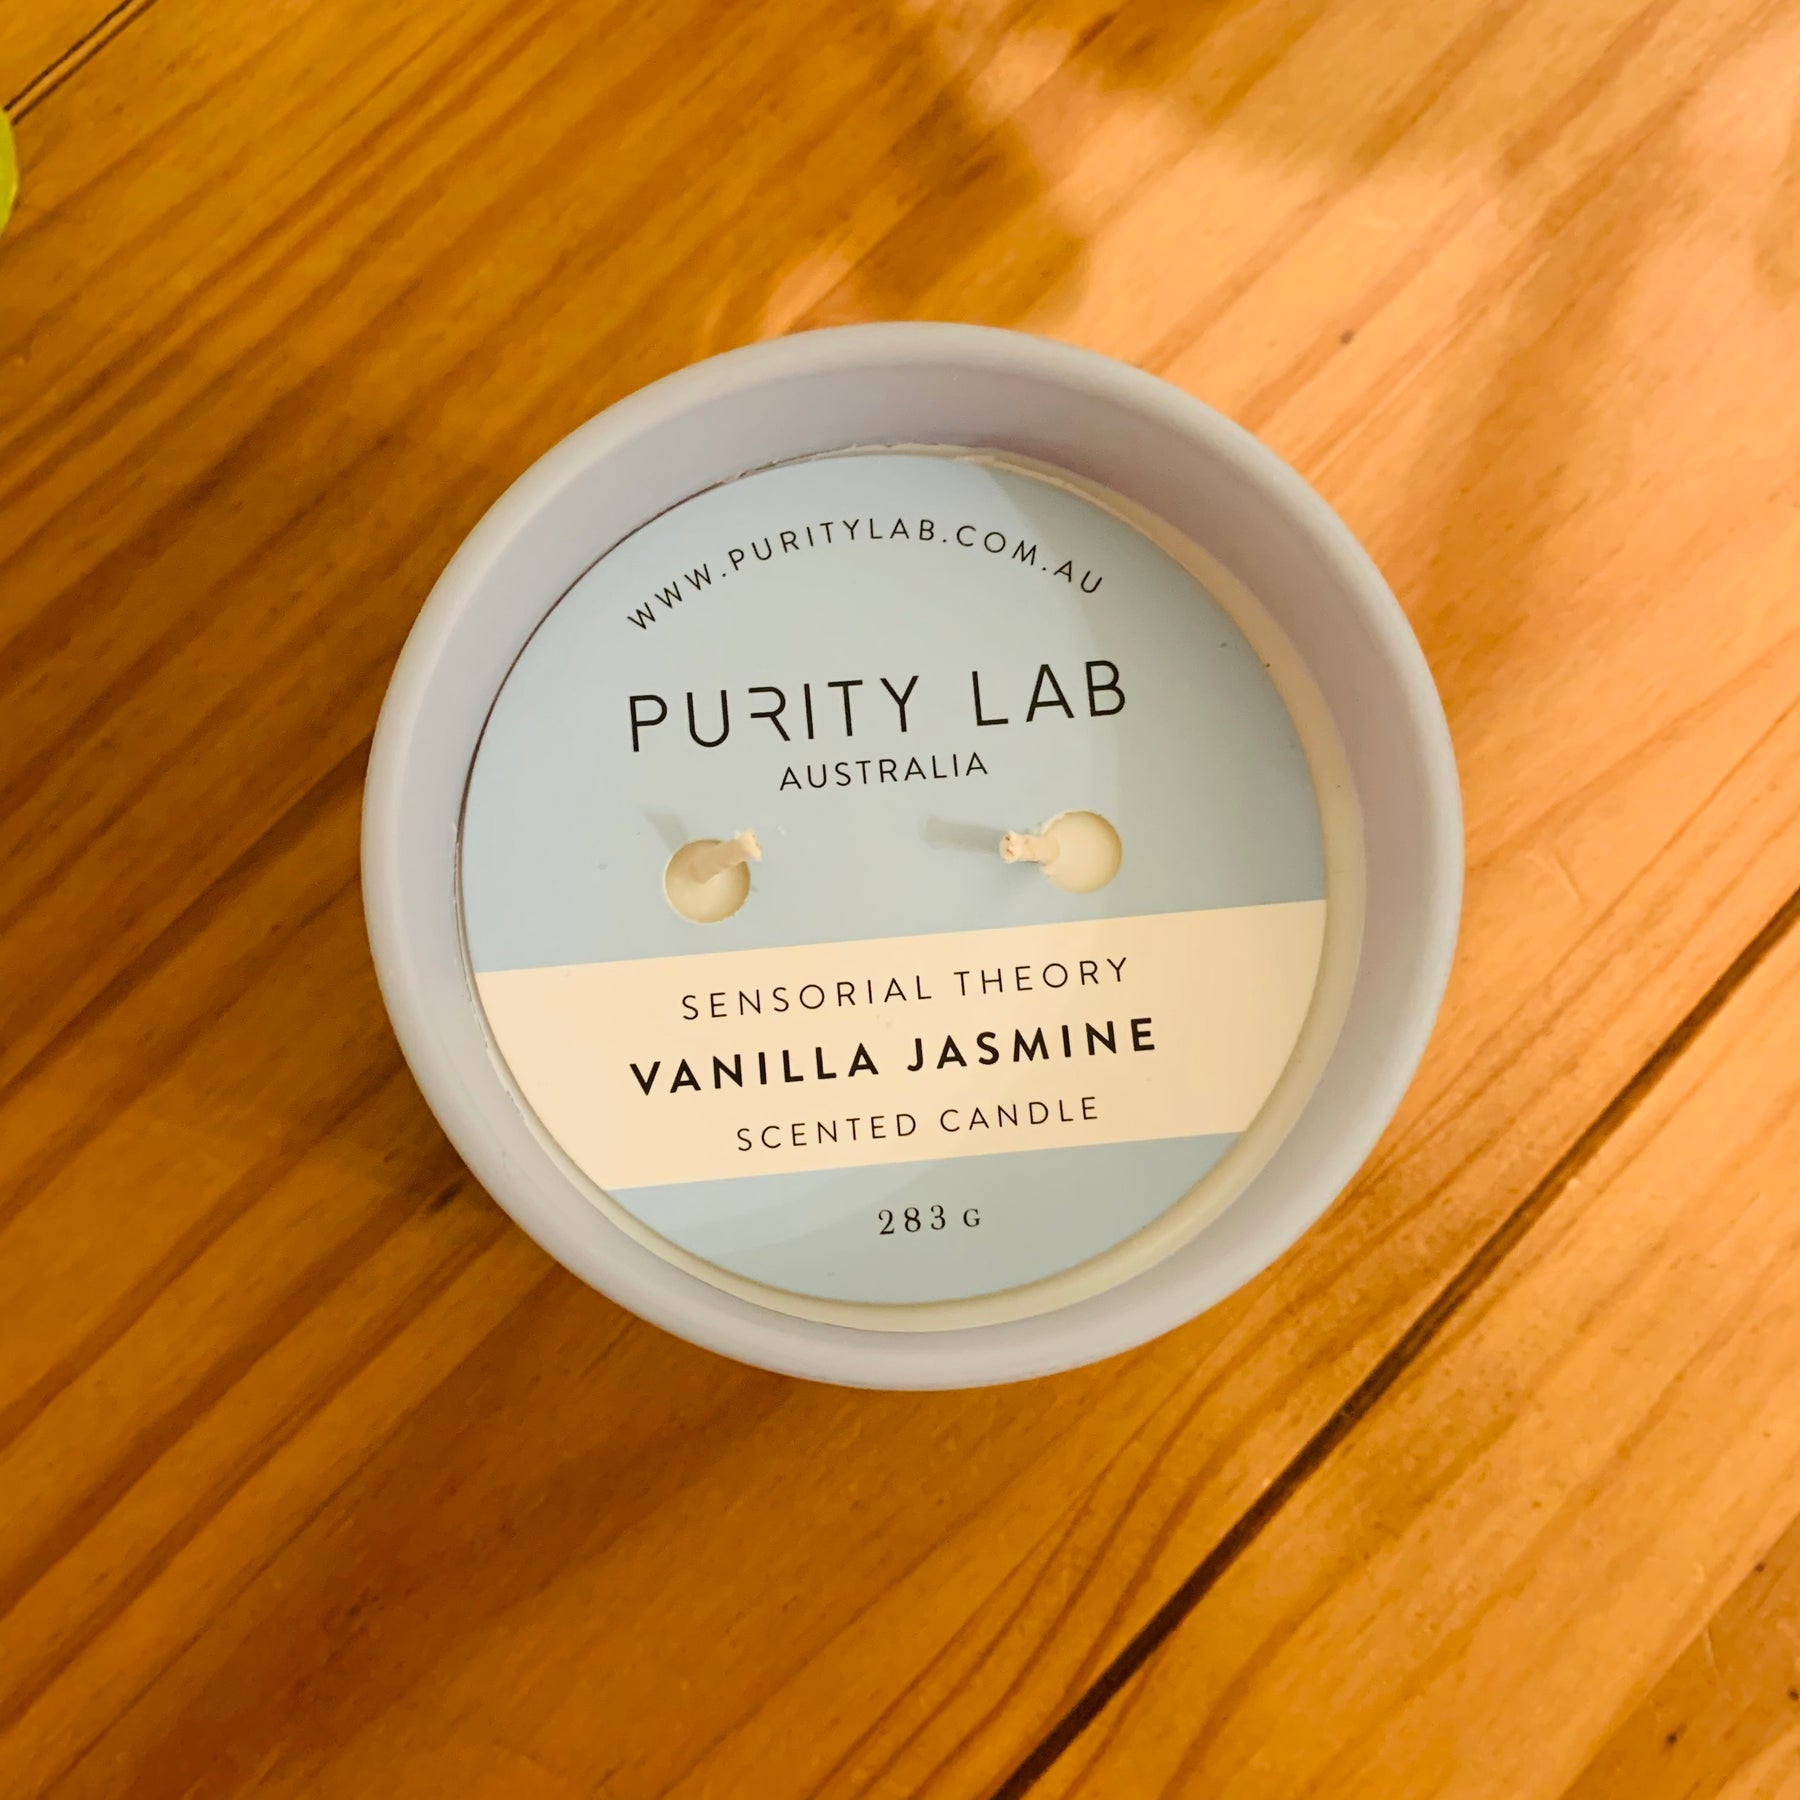 WWW.PURITYLAB.COM.AU
PURITY LAB
AUSTRALIA
SENSORIAL THEORY
VANILLA JASMINE
SCENTED CANDLE
283 G